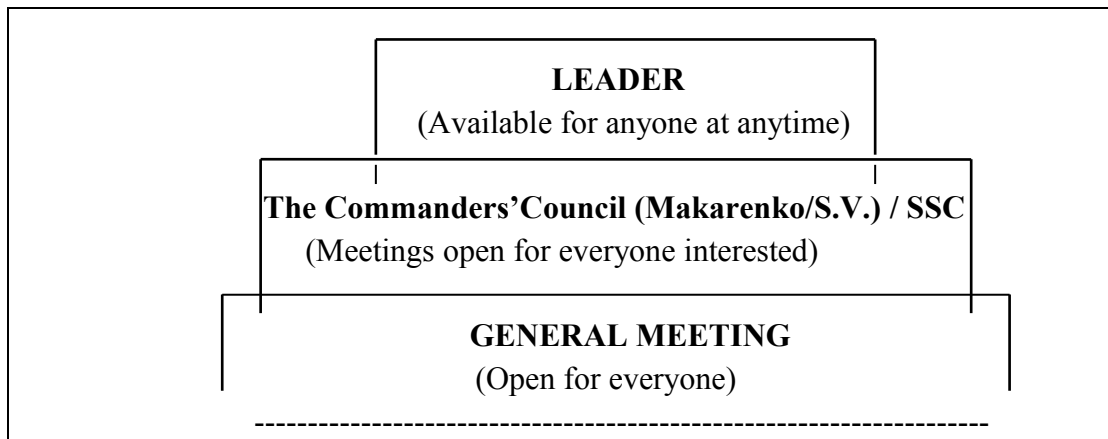 LEADER
(Available for anyone at anytime)
The Commanders’Council (Makarenko/S.V.) / SSC
(Meetings open for everyone interested)
GENERAL MEETING
(Open for everyone)
---------------------------------------------------------------------